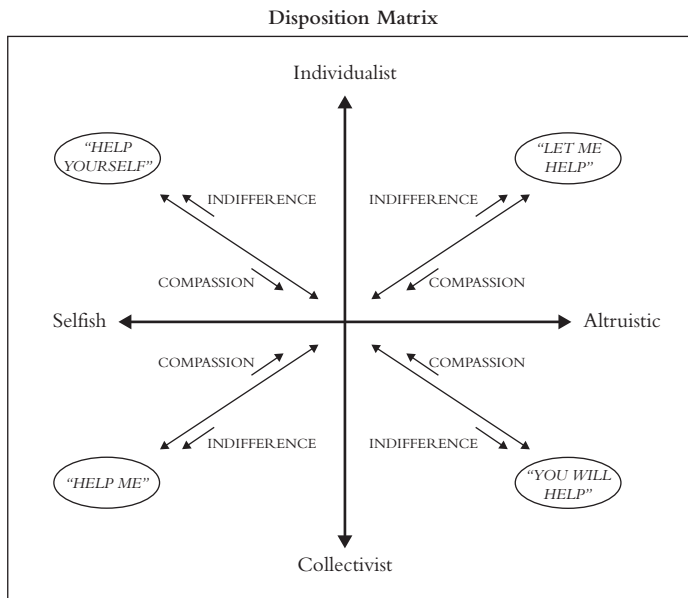 Disposition Matrix
Individualist
“HELP
YOURSELF”
“LET ME
HELP”
INDIFFERENCE
INDIFFERENCE
COMPASSION
COMPASSION
Selfish
Altruistic
COMPASSION
COMPASSION
INDIFFERENCE
INDIFFERENCE
“HELP ME”
“YOU WILL
HELP”
Collectivist